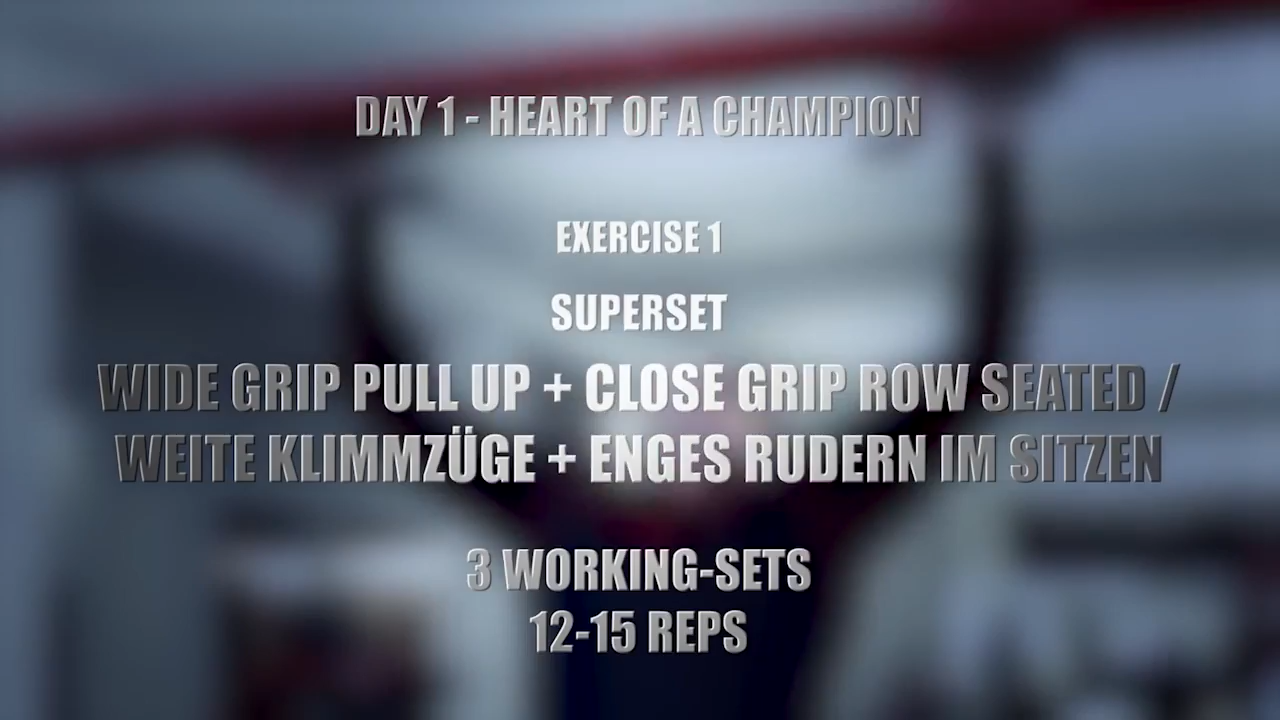 DAY 1 - HEART OF A CHAMPION
EXERCISE 1
SUPERSET
WIDE GRIP PULL UP + CLOSE GRIP ROW SEATED /
WEITE KLIMMZÜGE + ENGES RUDERN IM SITZEN
3 WORKING-SETS
12-15 REPS